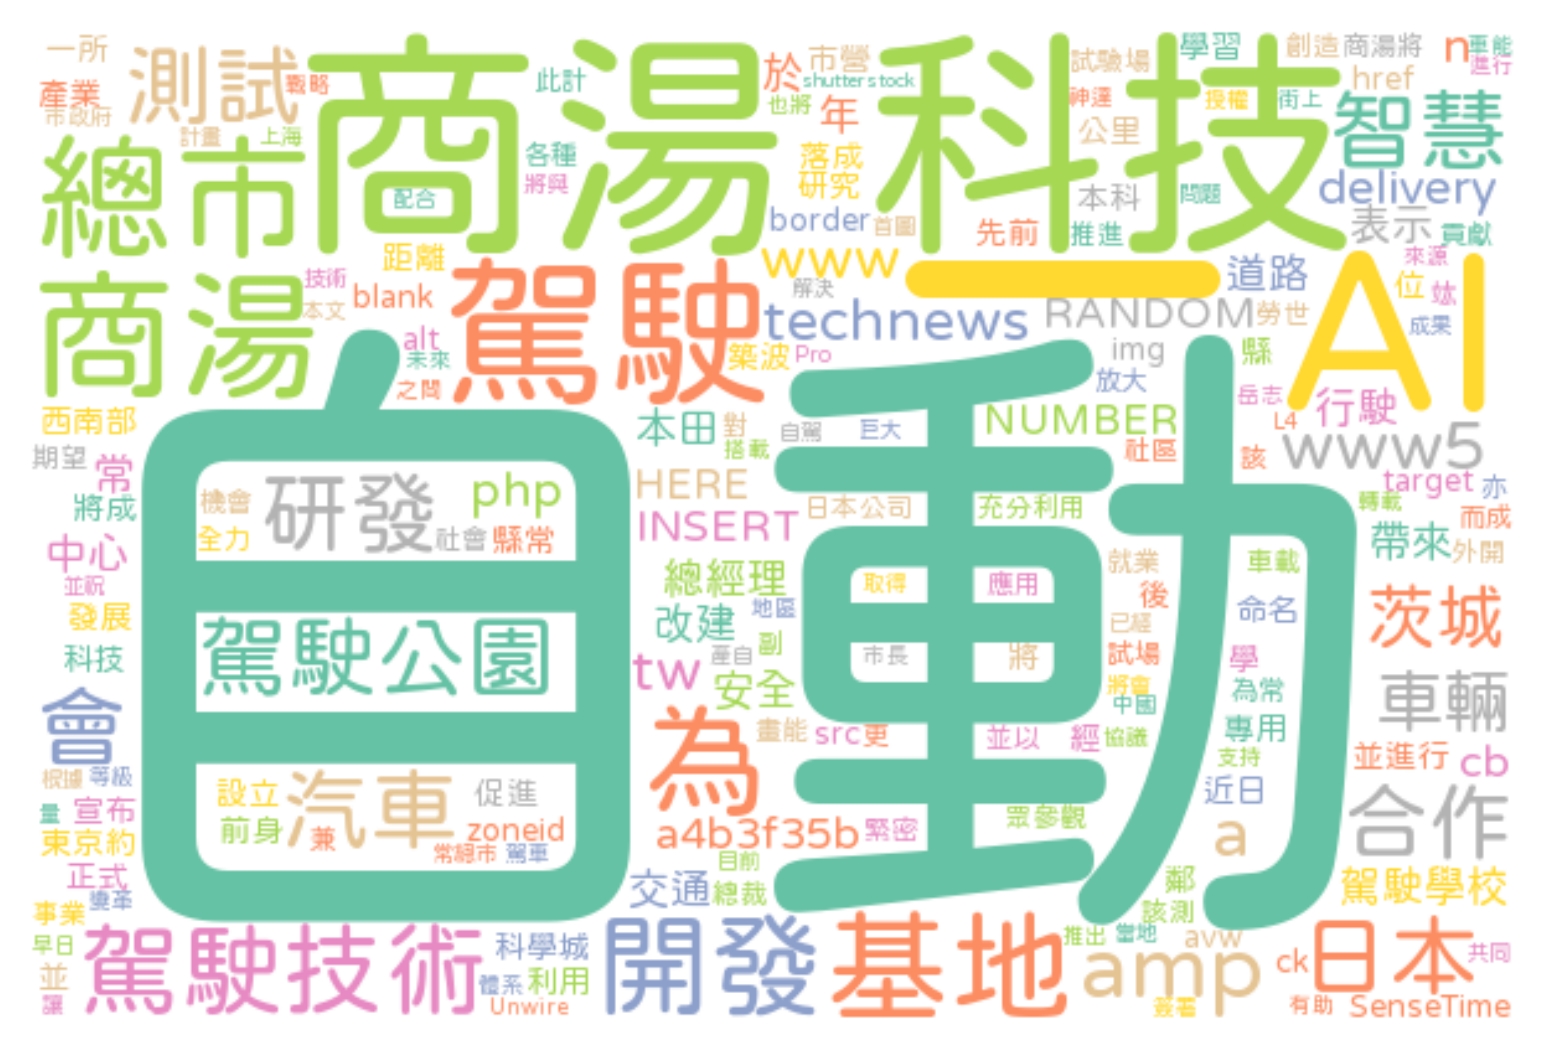 一所
測試
戰略
商湯科技
此計
shutterstock
市營
於
年
也將
試驗場
學習
創造
商湯將
n
重能
進行
產業
市政府
計畫
上海
神達
授權
街上
href
智慧
公里
總市
各種
將與
配合
落成
研究
本科
問題
delivery
border
首圖
先前
推進
表示
貢獻
商湯
技術
本文
距離
blank
駕駛
www
解決
一
道路
來源
位
成果
technews
RANDOM
勞世
AI
alt
未來
之間
築波
Pro
img
放大
縣
岳志
L4
行駛
西南部
自動
本田
對
搭載
自駕
巨大
NUMBER
社區
該
www5
期望
常
將成
機會
全力
研發
php
社會
縣常
HERE
INSERT
日本公司
充分利用
target
亦
轉載
而成
帶來
外開
中心
並祝
發展
總經理
取得
應用
就業
車載
科技
駕駛公園
改建
地區
副
已經
後
命名
茨城
tw
產自
安全
市長
將
試場
將會
中國
學
為常
會
為
畫能
src
更
並以
經
協議
專用
支持
車輛
根據
等級
並進行
cb
量
宣布
設立
汽車
促進
近日
東京約
前身
兼
zoneid
常總市
駕車
a4b3f35b
緊密
眾參觀
a
合作
正式
變革
目前
交通
總裁
鄰
該測
駕駛學校
事業
早日
並
讓
駕駛技術
科學城
體系
利用
Unwire
開發
基地
推出
當地
avw
amp
簽署
ck
日本
共同
有助
SenseTime